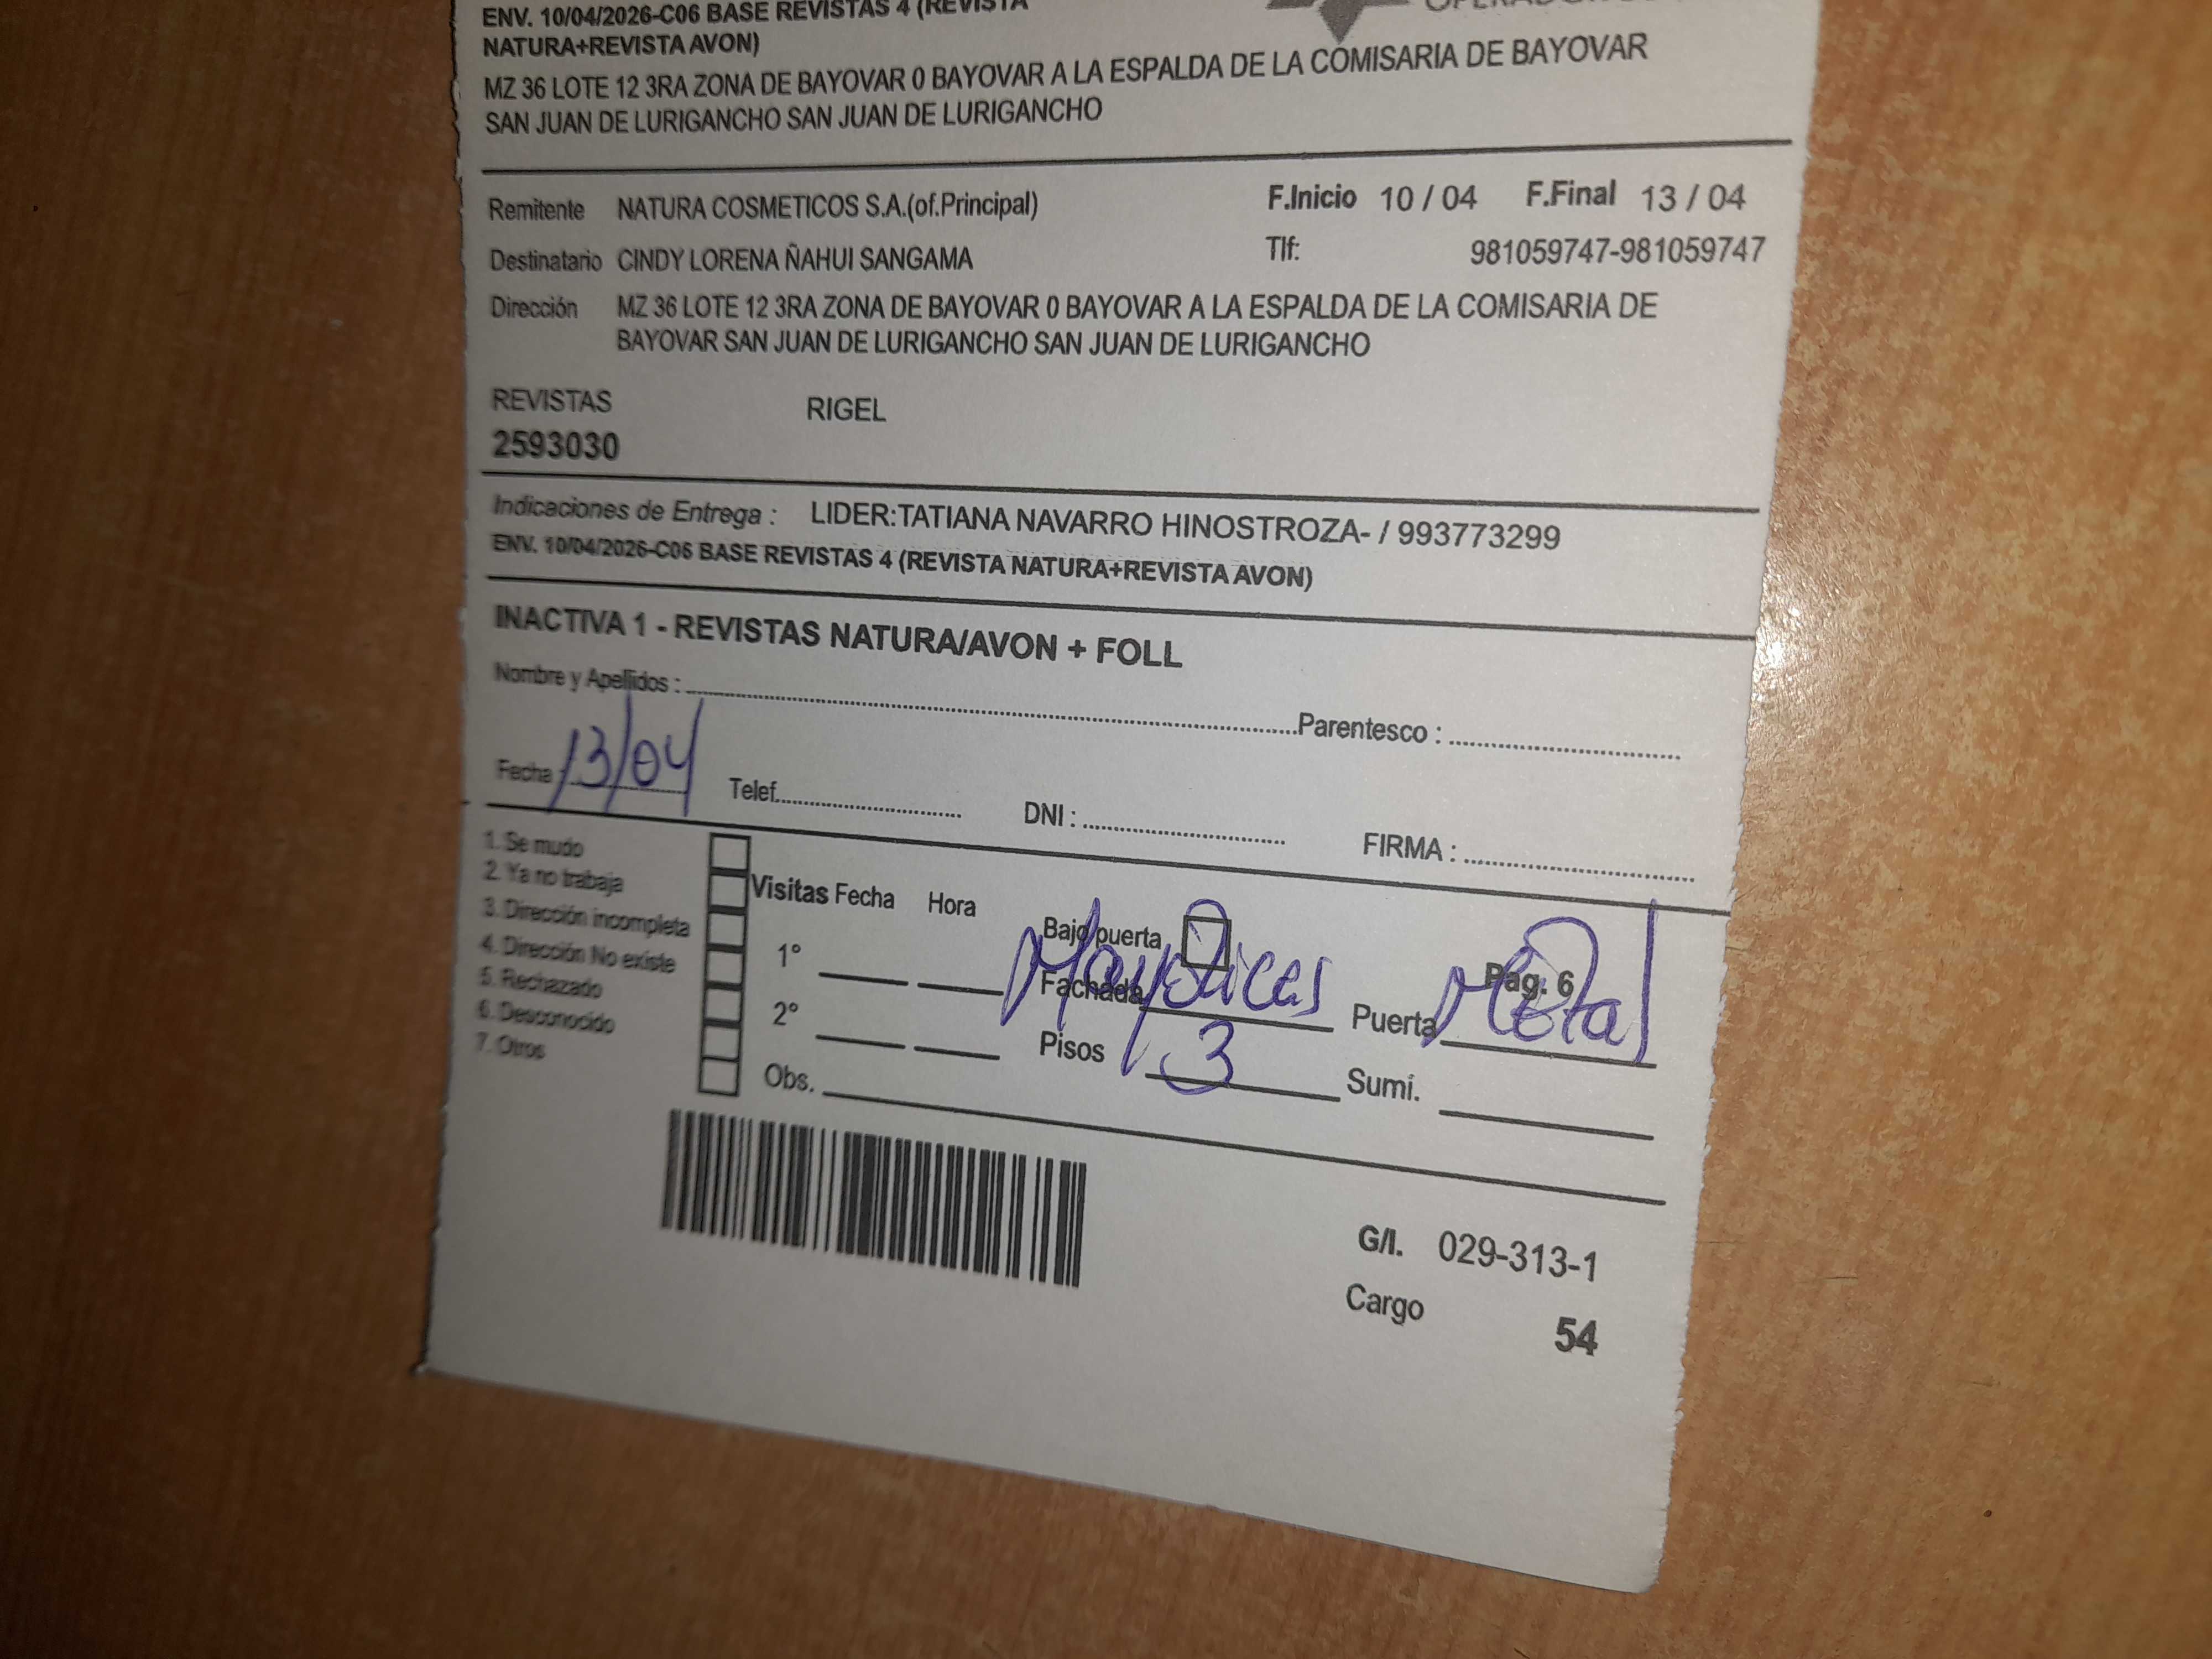 ENV. 10/04/2026-C06 BASE REVISTAS 4 (REVISTA
NATURA+REVISTA AVON)
MZ 36 LOTE 12 3RA ZONA DE BAYOVAR 0 BAYOVAR A LA ESPALDA DE LA COMISARIA DE BAYOVAR
SAN JUAN DE LURIGANCHO SAN JUAN DE LURIGANCHO
Remitente NATURA COSMETICOS S.A.(of.Principal) F.Inicio 10 / 04 F.Final 13 / 04
Destinatario CINDY LORENA ÑAHUI SANGAMA Tlf: 981059747-981059747
Dirección MZ 36 LOTE 12 3RA ZONA DE BAYOVAR 0 BAYOVAR A LA ESPALDA DE LA COMISARIA DE
BAYOVAR SAN JUAN DE LURIGANCHO SAN JUAN DE LURIGANCHO
REVISTAS RIGEL
2593030
Indicaciones de Entrega : LIDER:TATIANA NAVARRO HINOSTROZA- / 993773299
ENV. 10/04/2026-C06 BASE REVISTAS 4 (REVISTA NATURA+REVISTA AVON)
INACTIVA 1 - REVISTAS NATURA/AVON + FOLL
Nombre y Apellidos : Parentesco :
Fecha 13/04 Telef. DNI : FIRMA :
1. Se mudo
2. Ya no trabaja
3. Dirección incompleta
4. Dirección No existe
5. Rechazado
6. Desconocido
7. Otros
Visitas Fecha Hora
1°
2°
Obs.
Bajo puerta Pag. 6
Fachada Mayolicas Puerta Metal
Pisos 3 Sumi.
G/I. 029-313-1
Cargo 54